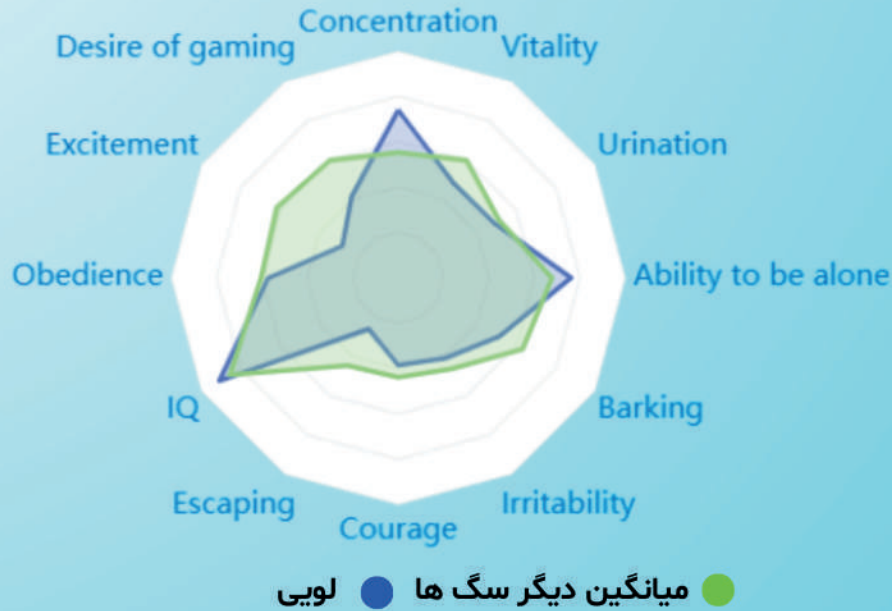 Concentration
Desire of gaming
Vitality
Excitement
Urination
Obedience
Ability to be alone
IQ
Barking
Escaping
Irritability
Courage
میانگین دیگر سگ ها
لویی